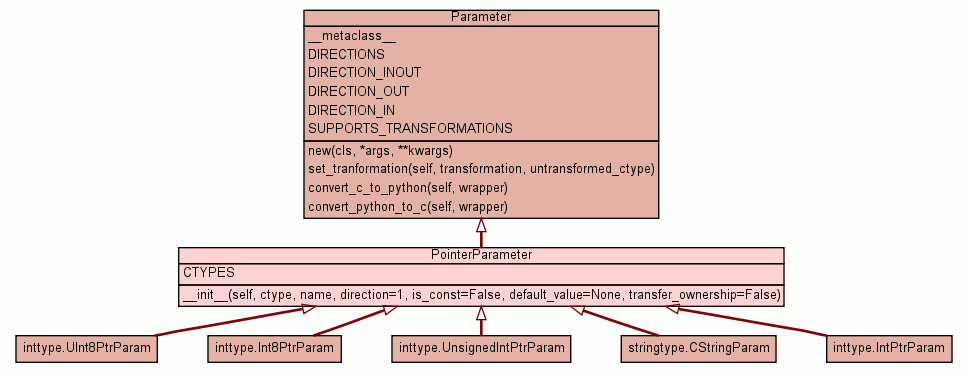 Parameter
__metaclass__
DIRECTIONS
DIRECTION_INOUT
DIRECTION_OUT
DIRECTION_IN
SUPPORTS_TRANSFORMATIONS
new(cls, *args, **kwargs)
set_tranformation(self, transformation, untransformed_ctype)
convert_c_to_python(self, wrapper)
convert_python_to_c(self, wrapper)
PointerParameter
CTYPES
__init__(self, ctype, name, direction=1, is_const=False, default_value=None, transfer_ownership=False)
inttype.UInt8PtrParam
inttype.Int8PtrParam
inttype.UnsignedIntPtrParam
stringtype.CStringParam
inttype.IntPtrParam